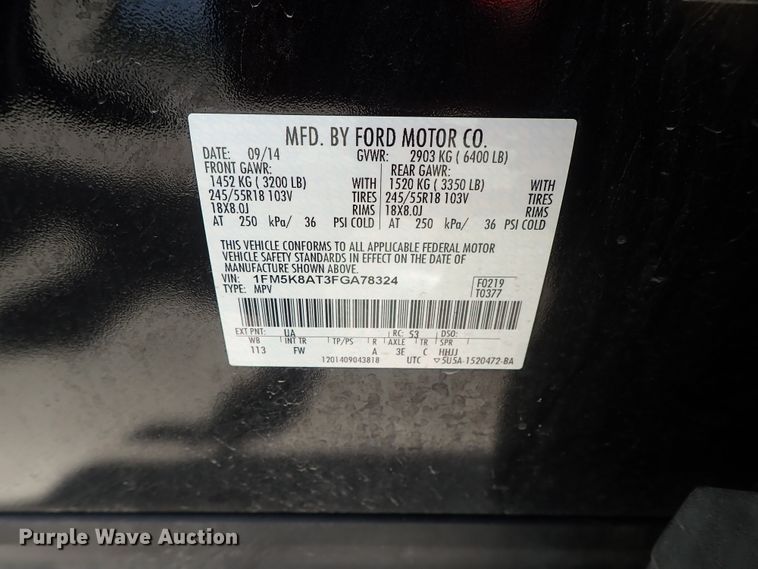 MFD. BY FORD MOTOR CO.
DATE: 09/14 GVWR: 2903 KG ( 6400 LB)
FRONT GAWR: REAR GAWR:
1452 KG ( 3200 LB) WITH 1520 KG ( 3350 LB) WITH
245/55R18 103V TIRES 245/55R18 103V TIRES
18X8.0J RIMS 18X8.0J RIMS
AT 250 kPa/ 36 PSI COLD AT 250 kPa/ 36 PSI COLD
THIS VEHICLE CONFORMS TO ALL APPLICABLE FEDERAL MOTOR
VEHICLE SAFETY STANDARDS IN EFFECT ON THE DATE OF
MANUFACTURE SHOWN ABOVE.
VIN: 1FM5K8AT3FGA78324 F0219
TYPE: MPV T0377
EXT PNT: UA RC: 53 DSO:
WB INT TR TP/PS R AXLE TR SPR
113 FW A 3E C HHJJ
1201409043818 UTC ▽5U5A-1520472-BA
Purple Wave Auction